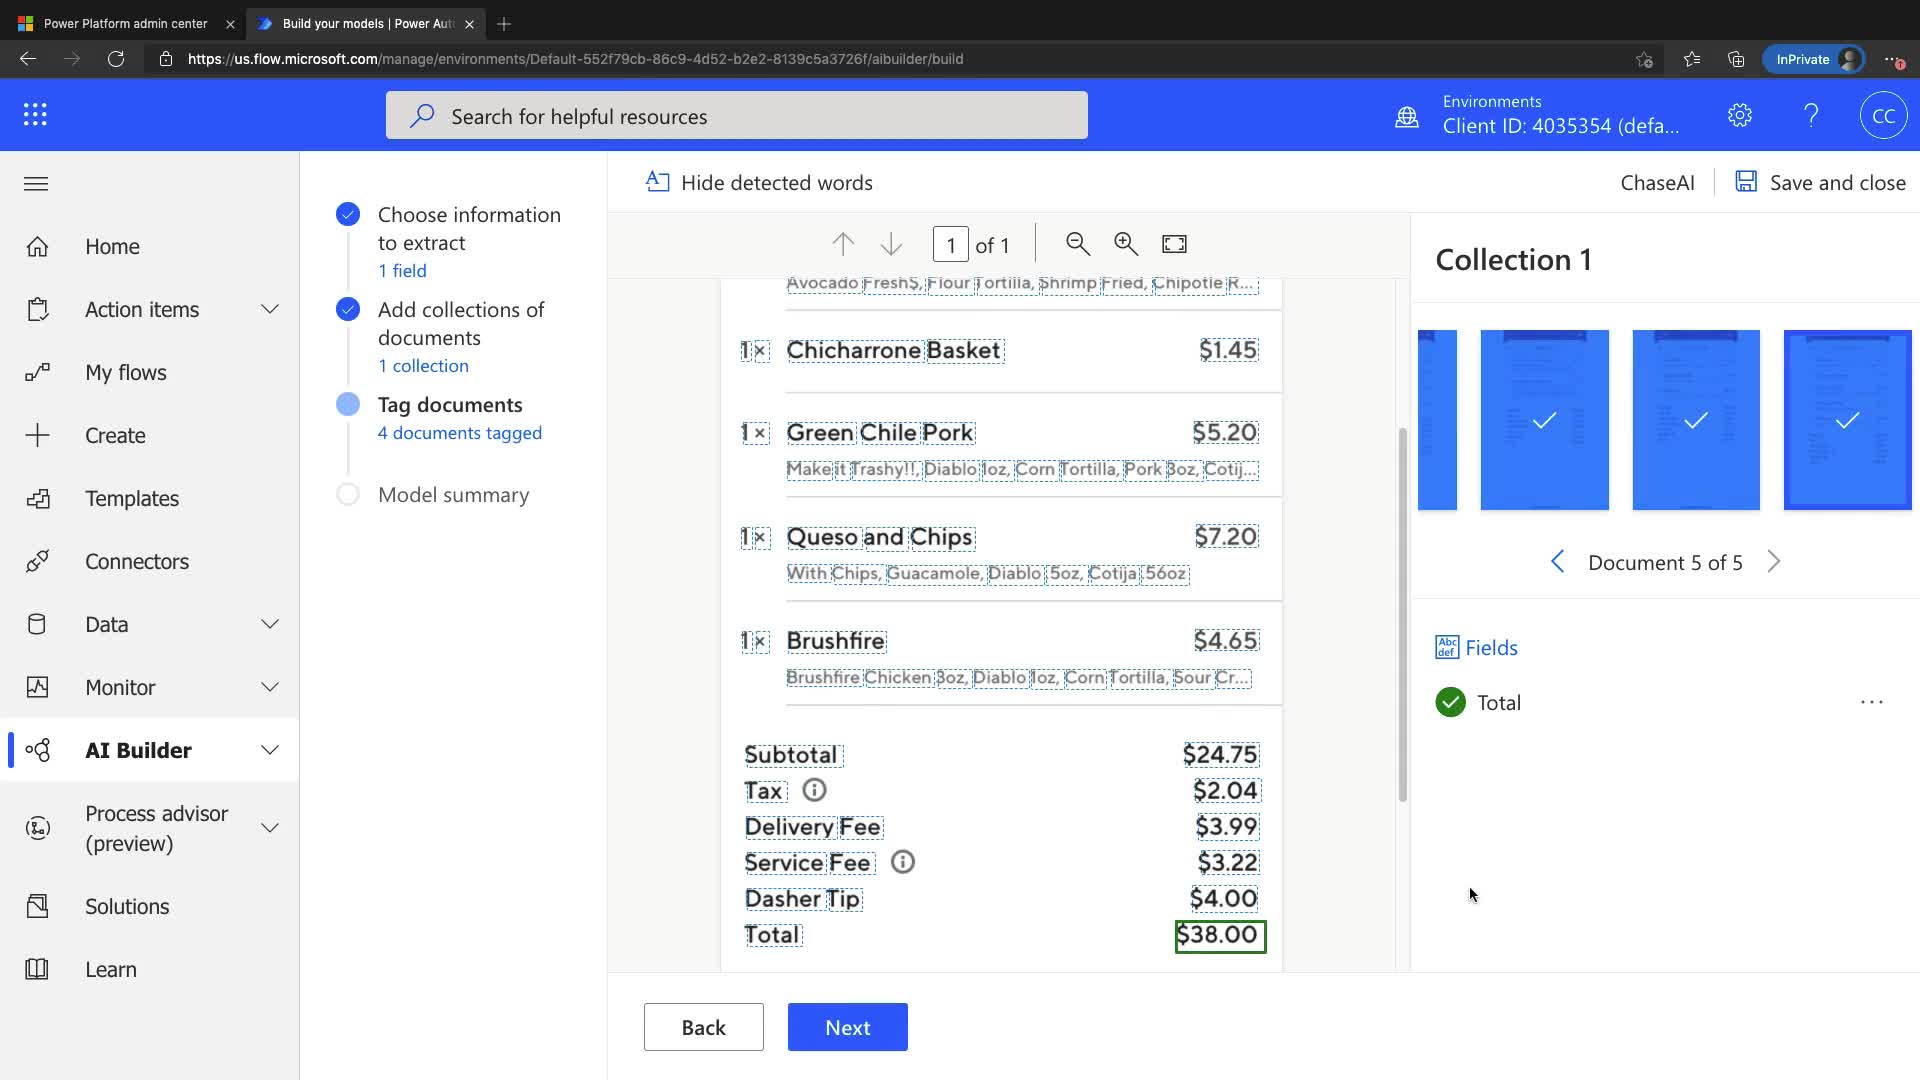 Power Platform admin center
Build your models | Power Aut
https://us.flow.microsoft.com/manage/environments/Default-552f79cb-86c9-4d52-b2e2-8139c5a3726f/aibuilder/build
InPrivate
Search for helpful resources
Environments
Client ID: 4035354 (defa...
CC
Home
Action items
My flows
Create
Templates
Connectors
Data
Monitor
AI Builder
Process advisor
(preview)
Solutions
Learn
Choose information
to extract
1 field
Add collections of
documents
1 collection
Tag documents
4 documents tagged
Model summary
Hide detected words
ChaseAI
Save and close
1 of 1
Avocado Fresh$, Flour Tortilla, Shrimp Fried, Chipotle R...
1 × Chicharrone Basket $1.45
1 × Green Chile Pork $5.20
Make it Trashy!!, Diablo 1oz, Corn Tortilla, Pork 3oz, Cotij...
1 × Queso and Chips $7.20
With Chips, Guacamole, Diablo .5oz, Cotija .56oz
1 × Brushfire $4.65
Brushfire Chicken 3oz, Diablo 1oz, Corn Tortilla, Sour Cr...
Subtotal $24.75
Tax $2.04
Delivery Fee $3.99
Service Fee $3.22
Dasher Tip $4.00
Total $38.00
Back
Next
Collection 1
Document 5 of 5
Abc
def
Fields
Total